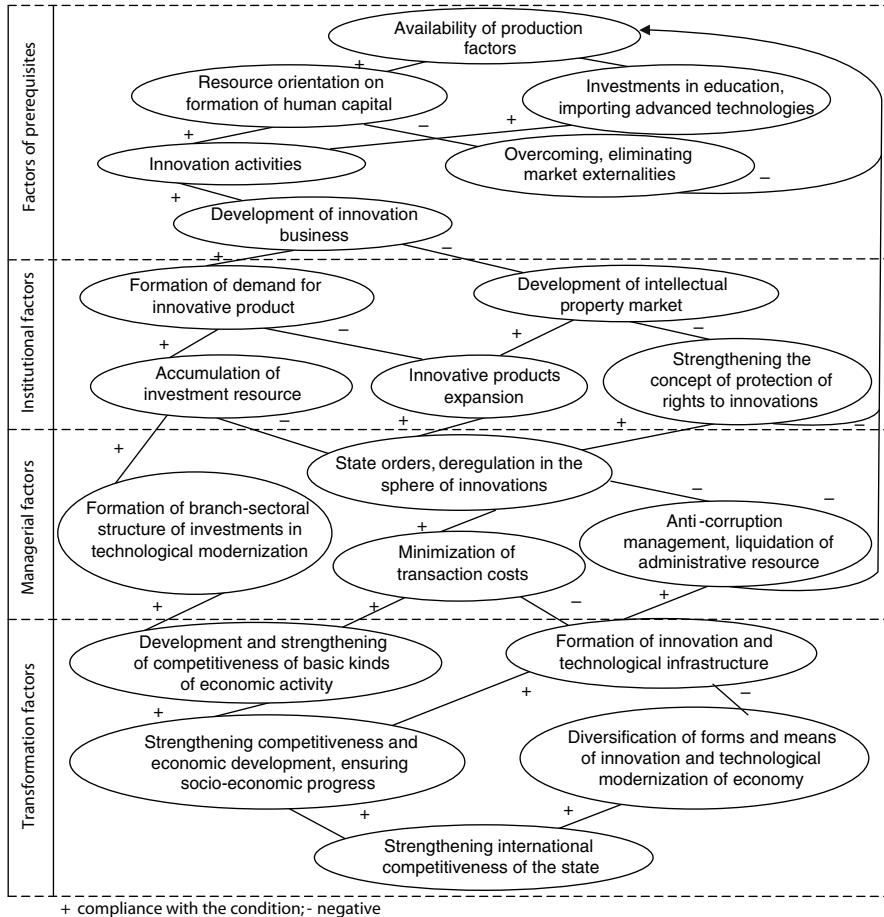 Factors of prerequisites
Availability of production
factors
+
Resource orientation on
formation of human capital
Investments in education,
importing advanced technologies
+
+
–
Innovation activities
Overcoming, eliminating
market externalities
–
+
Development of innovation
business
+
–
Institutional factors
Formation of demand for
innovative product
Development of intellectual
property market
+
–
+
–
Accumulation of
investment resource
Innovative products
expansion
Strengthening the
concept of protection of
rights to innovations
–
+
+
–
Managerial factors
+
State orders, deregulation in the
sphere of innovations
–
–
Formation of branch-sectoral
structure of investments in
technological modernization
+
Anti-corruption
management, liquidation of
administrative resource
Minimization of
transaction costs
+
+
–
+
Transformation factors
Development and strengthening
of competitiveness of basic kinds
of economic activity
Formation of innovation and
technological infrastructure
+
+
–
Strengthening competitiveness and
economic development, ensuring
socio-economic progress
Diversification of forms and means
of innovation and technological
modernization of economy
+
+
Strengthening international
competitiveness of the state
+ compliance with the condition; - negative